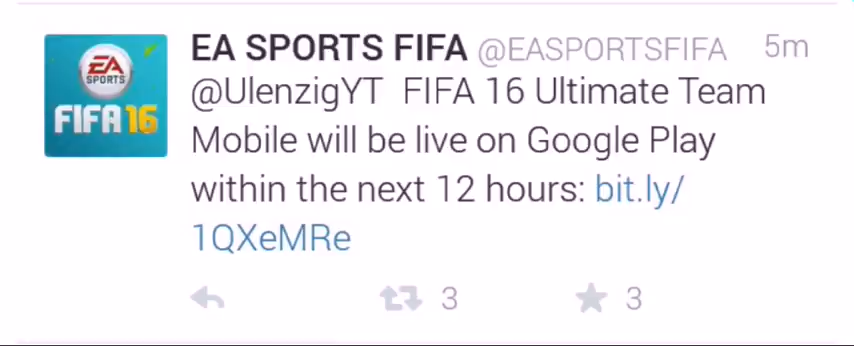 EA SPORTS FIFA @EASPORTSFIFA 5m
EA
SPORTS
FIFA 16
@UlenzigYT FIFA 16 Ultimate Team
Mobile will be live on Google Play
within the next 12 hours: bit.ly/
1QXeMRe
3 3